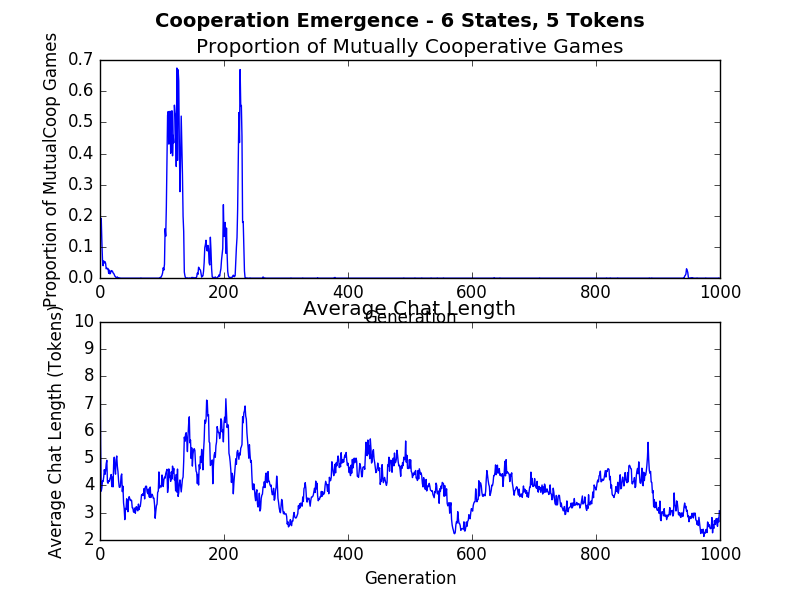 Cooperation Emergence - 6 States, 5 Tokens
Proportion of Mutually Cooperative Games
Proportion of MutualCoop Games
0.7
0.6
0.5
0.4
0.3
0.2
0.1
0.0
0 200 400 600 800 1000
Generation
Average Chat Length
Average Chat Length (Tokens)
10
9
8
7
6
5
4
3
2
0 200 400 600 800 1000
Generation